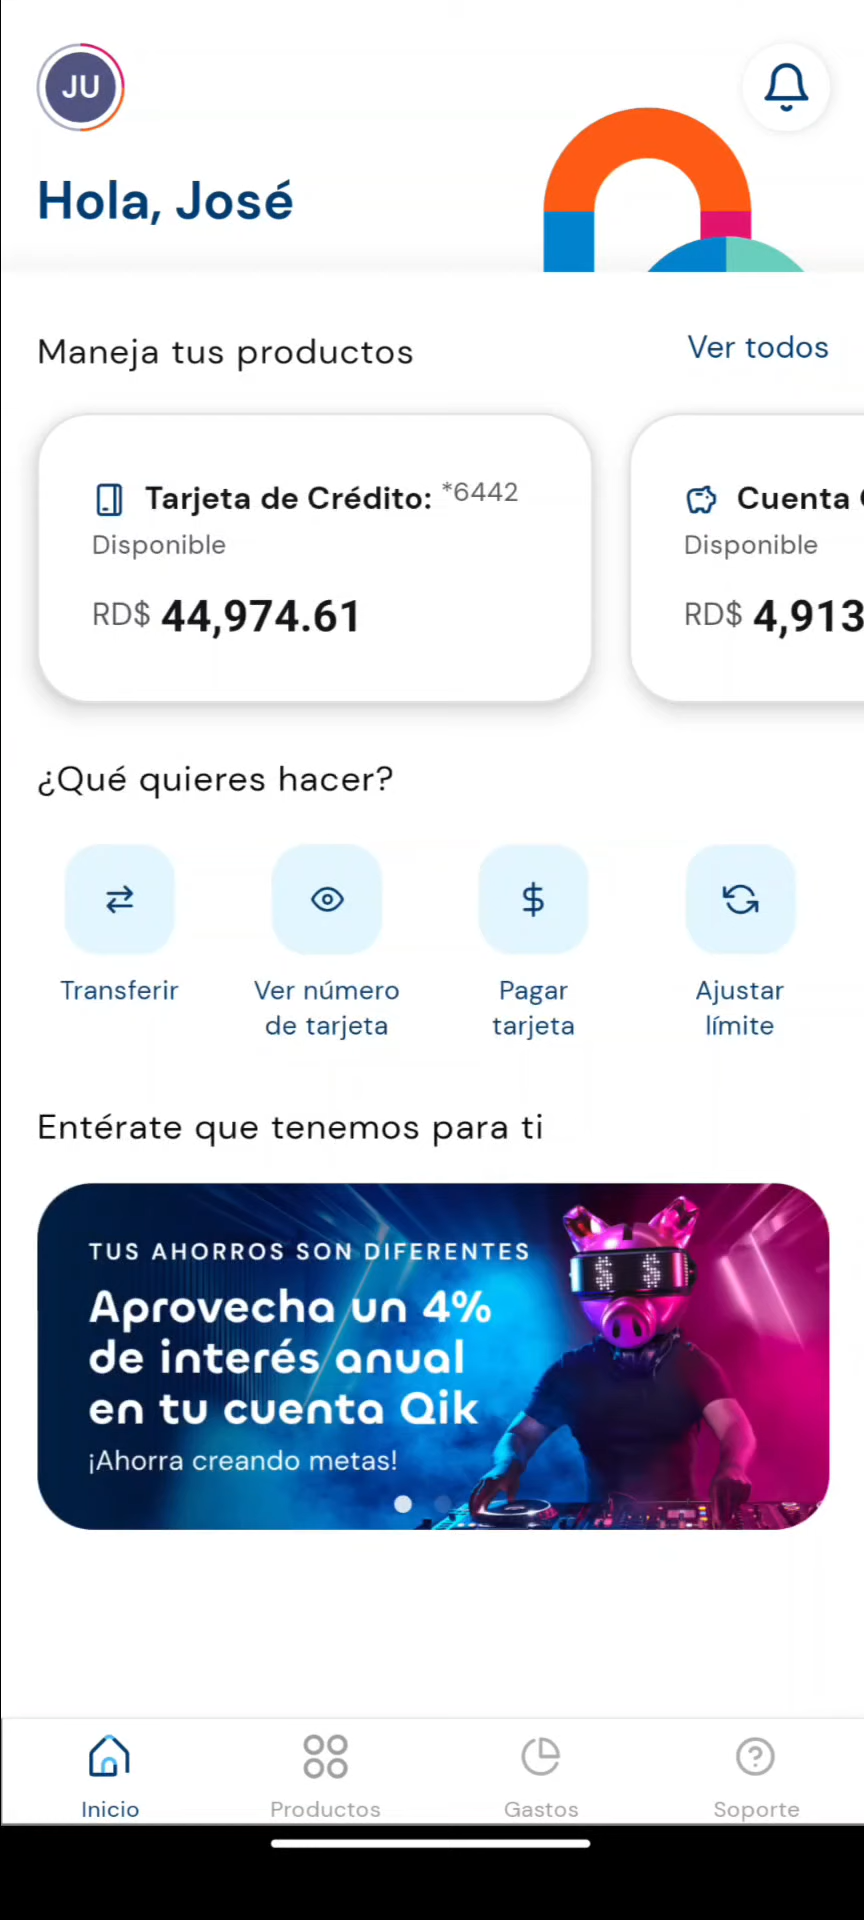 JU
Hola, José
Maneja tus productos
Ver todos
Tarjeta de Crédito: *6442
Disponible
RD$ 44,974.61
Cuenta
Disponible
RD$ 4,913
¿Qué quieres hacer?
Transferir
Ver número
de tarjeta
Pagar
tarjeta
Ajustar
límite
Entérate que tenemos para ti
TUS AHORROS SON DIFERENTES
Aprovecha un 4%
de interés anual
en tu cuenta Qik
¡Ahorra creando metas!
$ $
Inicio
Productos
Gastos
Soporte